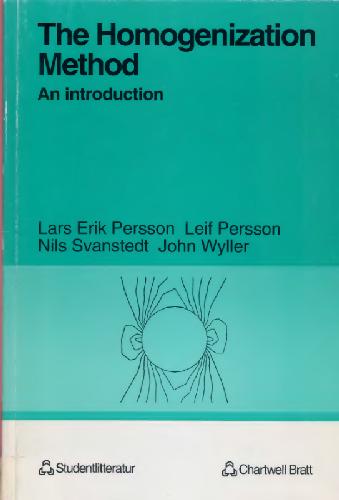 The Homogenization
Method
An introduction
Lars Erik Persson Leif Persson
Nils Svanstedt John Wyller
Studentlitteratur
Chartwell Bratt